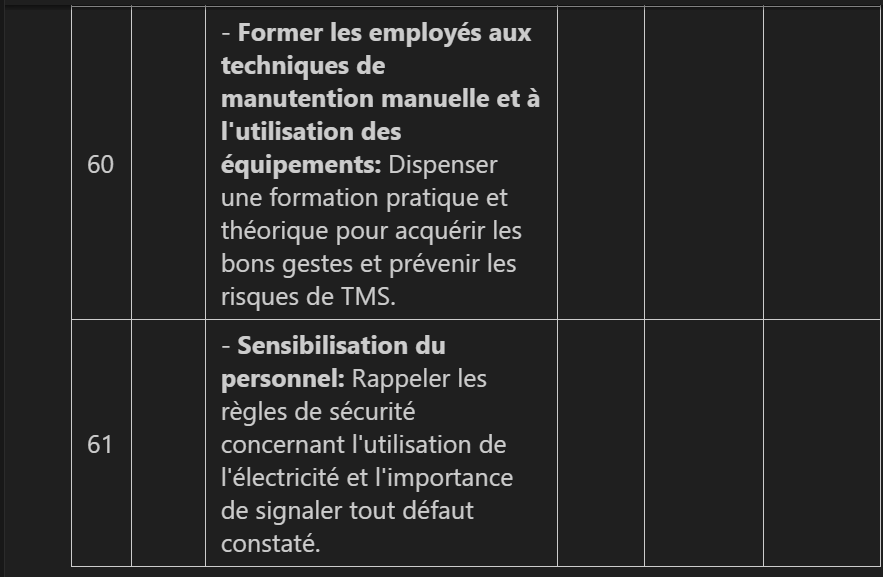 - Former les employés aux
techniques de
manutention manuelle et à
l'utilisation des
60
équipements: Dispenser
une formation pratique et
théorique pour acquérir les
bons gestes et prévenir les
risques de TMS.
- Sensibilisation du
personnel: Rappeler les
règles de sécurité
61
concernant l'utilisation de
l'électricité et l'importance
de signaler tout défaut
constaté.